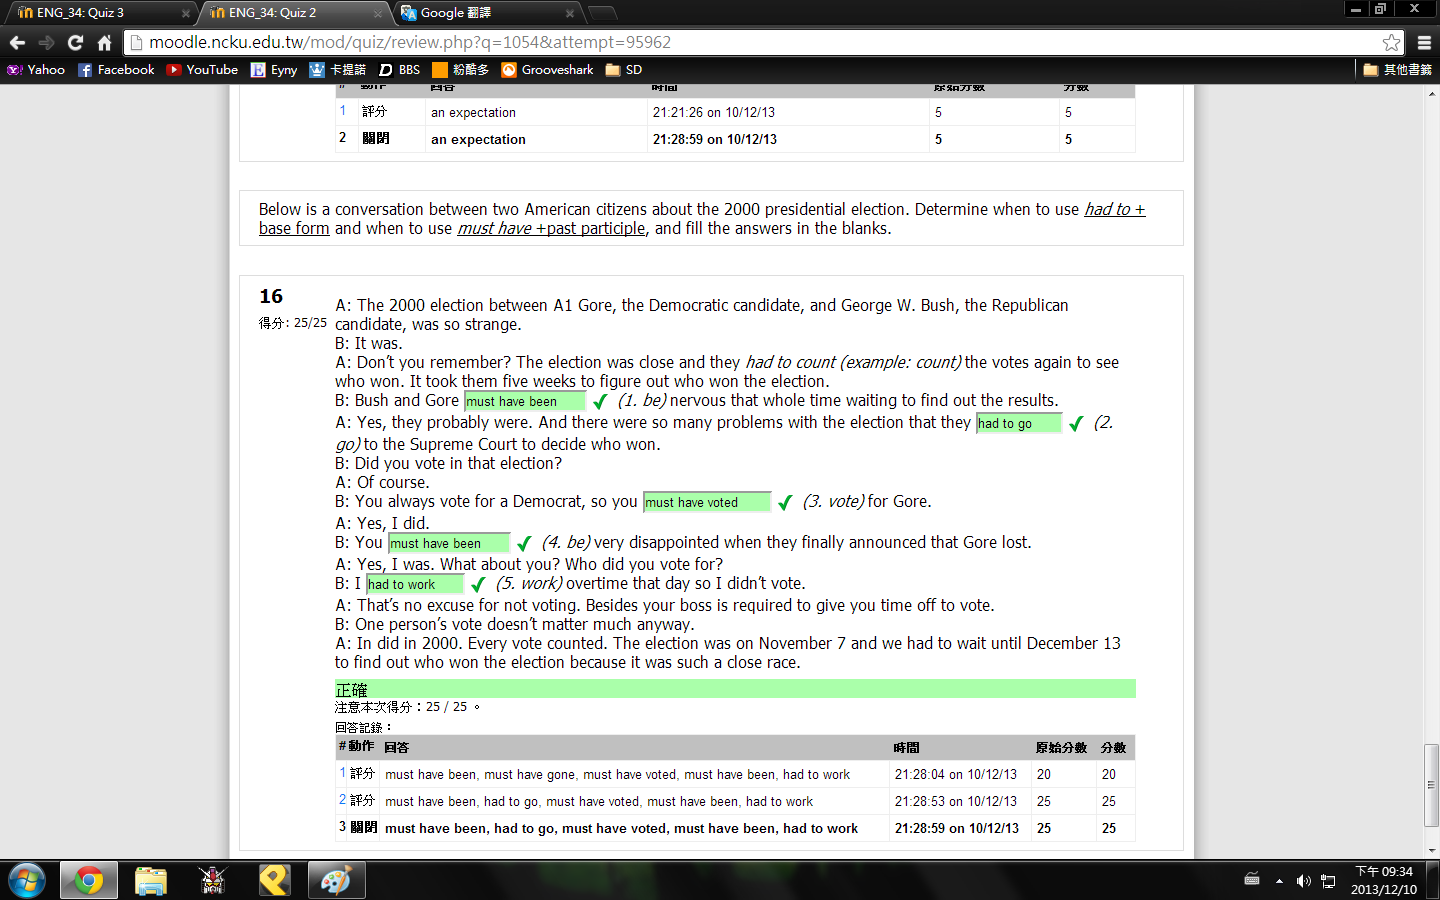 ENG_34: Quiz 3
ENG_34: Quiz 2
Google 翻譯
moodle.ncku.edu.tw/mod/quiz/review.php?q=1054&attempt=95962
Yahoo Facebook YouTube Eyny 卡提諾 BBS 粉酷多 Grooveshark SD 其他書籤
# 動作 回答 時間 原始分數 分數
1 評分 an expectation 21:21:26 on 10/12/13 5 5
2 關閉 an expectation 21:28:59 on 10/12/13 5 5
Below is a conversation between two American citizens about the 2000 presidential election. Determine when to use had to +
base form and when to use must have +past participle, and fill the answers in the blanks.
16
得分: 25/25
A: The 2000 election between A1 Gore, the Democratic candidate, and George W. Bush, the Republican
candidate, was so strange.
B: It was.
A: Don't you remember? The election was close and they had to count (example: count) the votes again to see
who won. It took them five weeks to figure out who won the election.
B: Bush and Gore must have been (1. be) nervous that whole time waiting to find out the results.
A: Yes, they probably were. And there were so many problems with the election that they had to go (2.
go) to the Supreme Court to decide who won.
B: Did you vote in that election?
A: Of course.
B: You always vote for a Democrat, so you must have voted (3. vote) for Gore.
A: Yes, I did.
B: You must have been (4. be) very disappointed when they finally announced that Gore lost.
A: Yes, I was. What about you? Who did you vote for?
B: I had to work (5. work) overtime that day so I didn't vote.
A: That's no excuse for not voting. Besides your boss is required to give you time off to vote.
B: One person's vote doesn't matter much anyway.
A: In did in 2000. Every vote counted. The election was on November 7 and we had to wait until December 13
to find out who won the election because it was such a close race.
正確
注意本次得分：25 / 25 。
回答記錄：
# 動作 回答 時間 原始分數 分數
1 評分 must have been, must have gone, must have voted, must have been, had to work 21:28:04 on 10/12/13 20 20
2 評分 must have been, had to go, must have voted, must have been, had to work 21:28:53 on 10/12/13 25 25
3 關閉 must have been, had to go, must have voted, must have been, had to work 21:28:59 on 10/12/13 25 25
下午 09:34
2013/12/10